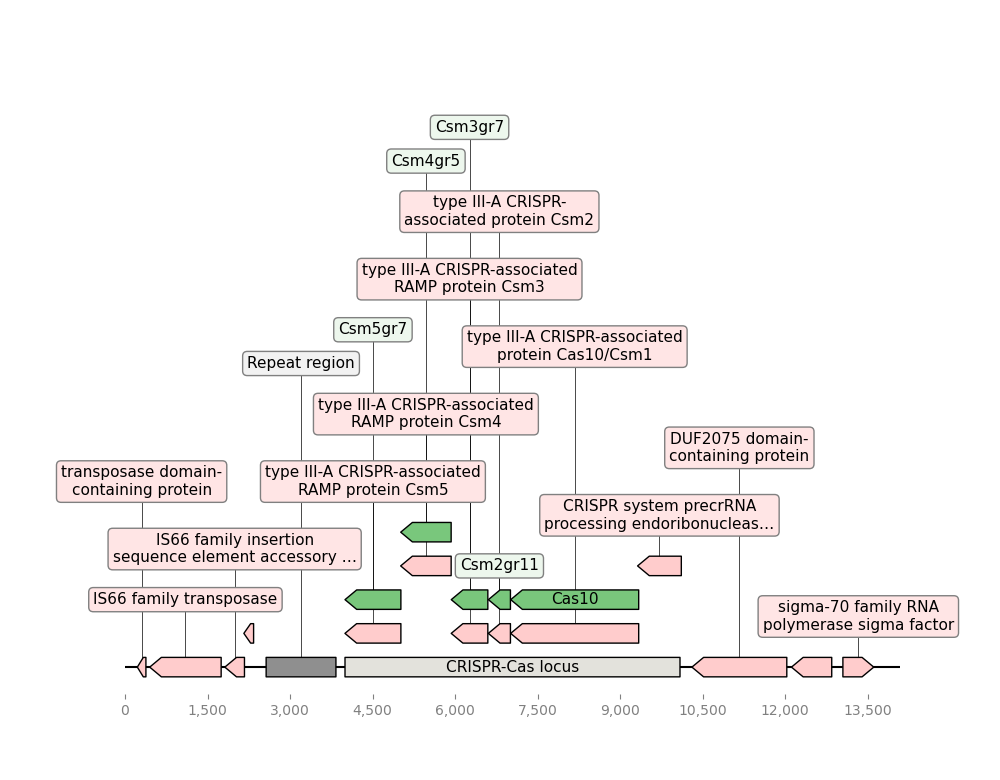 Csm3gr7
Csm4gr5
type III-A CRISPR-
associated protein Csm2
type III-A CRISPR-associated
RAMP protein Csm3
Csm5gr7
type III-A CRISPR-associated
protein Cas10/Csm1
Repeat region
type III-A CRISPR-associated
RAMP protein Csm4
DUF2075 domain-
containing protein
transposase domain-
containing protein
type III-A CRISPR-associated
RAMP protein Csm5
CRISPR system precrRNA
processing endoribonucleas…
IS66 family insertion
sequence element accessory …
Csm2gr11
IS66 family transposase
Cas10
sigma-70 family RNA
polymerase sigma factor
CRISPR-Cas locus
0 1,500 3,000 4,500 6,000 7,500 9,000 10,500 12,000 13,500